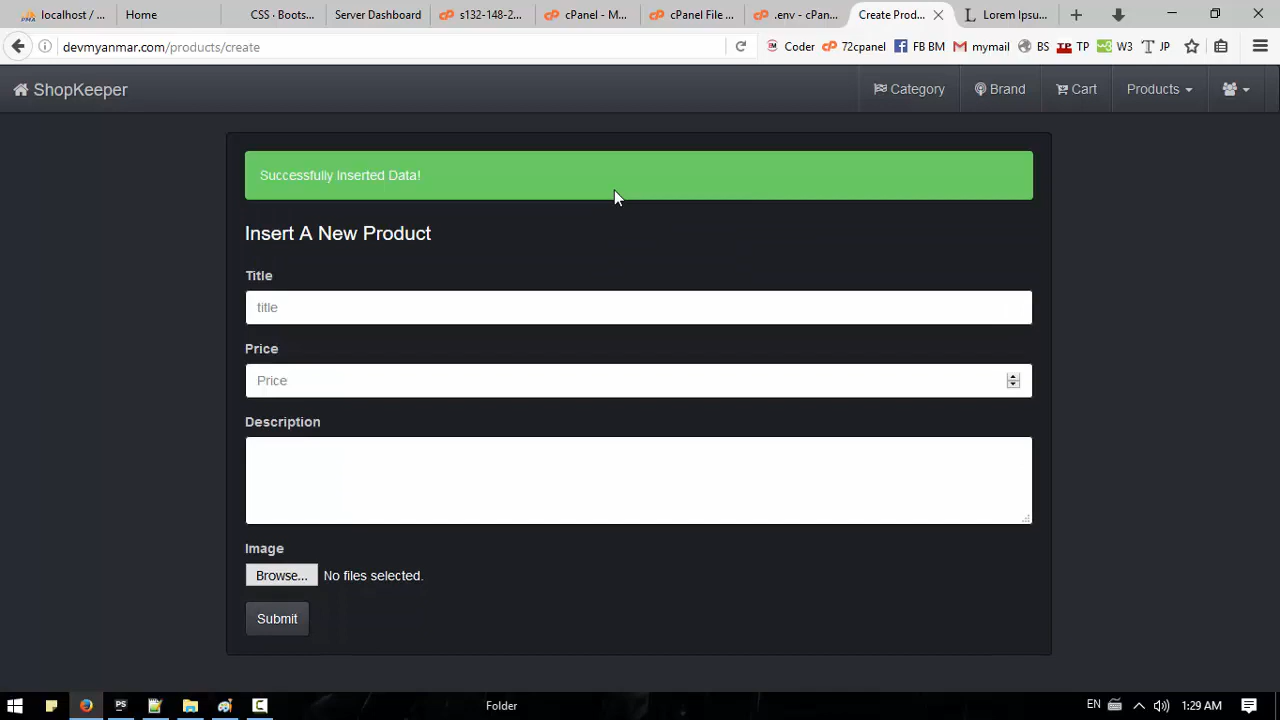 localhost /
Home
CSS · Boots...
Server Dashboard
s132-148-2...
cPanel - M...
cPanel File ...
.env - cPan...
Create Prod...
Lorem Ipsu...
devmyanmar.com/products/create
Coder
72cpanel
FB BM
mymail
BS
TP
W3
JP
ShopKeeper
Category
Brand
Cart
Products
Successfully Inserted Data!
Insert A New Product
Title
title
Price
Price
Description
Image
Browse... No files selected.
Submit
Folder
EN
1:29 AM